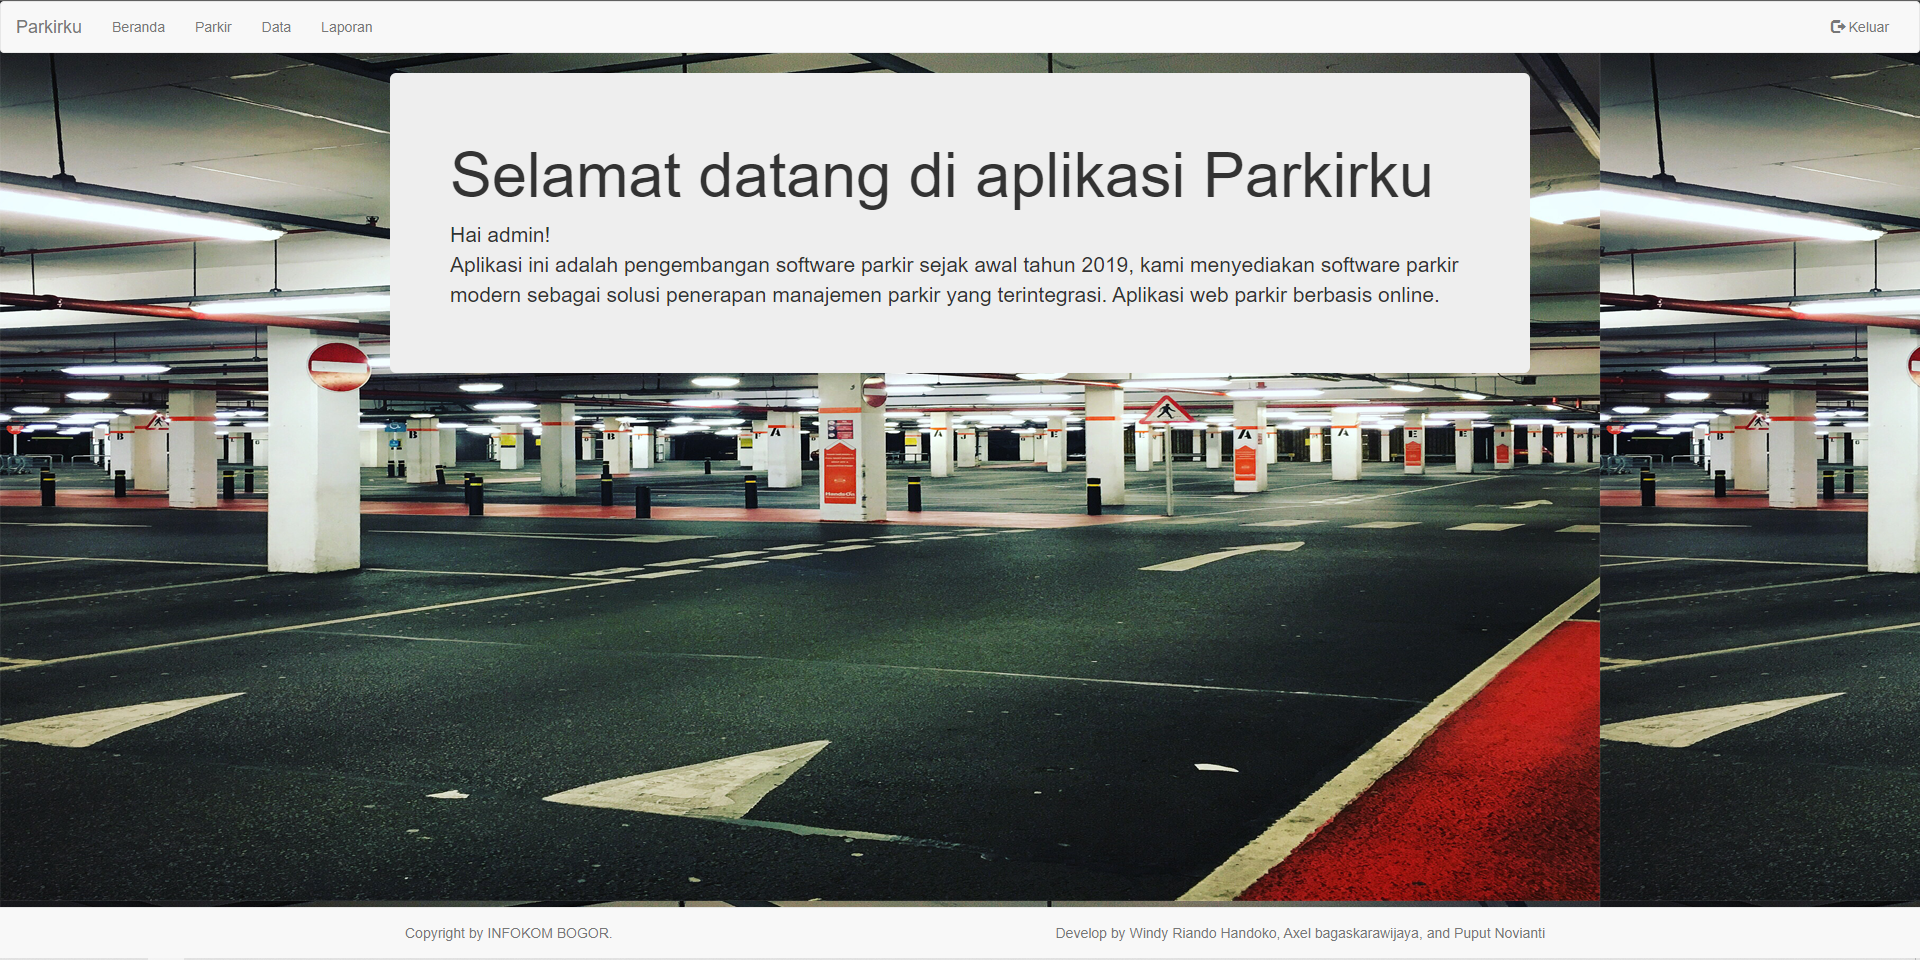 Parkirku Beranda Parkir Data Laporan Keluar
Selamat datang di aplikasi Parkirku
Hai admin!
Aplikasi ini adalah pengembangan software parkir sejak awal tahun 2019, kami menyediakan software parkir
modern sebagai solusi penerapan manajemen parkir yang terintegrasi. Aplikasi web parkir berbasis online.
B
B
B
A
A
A
A
E
Copyright by INFOKOM BOGOR.
Develop by Windy Riando Handoko, Axel bagaskarawijaya, and Puput Novianti